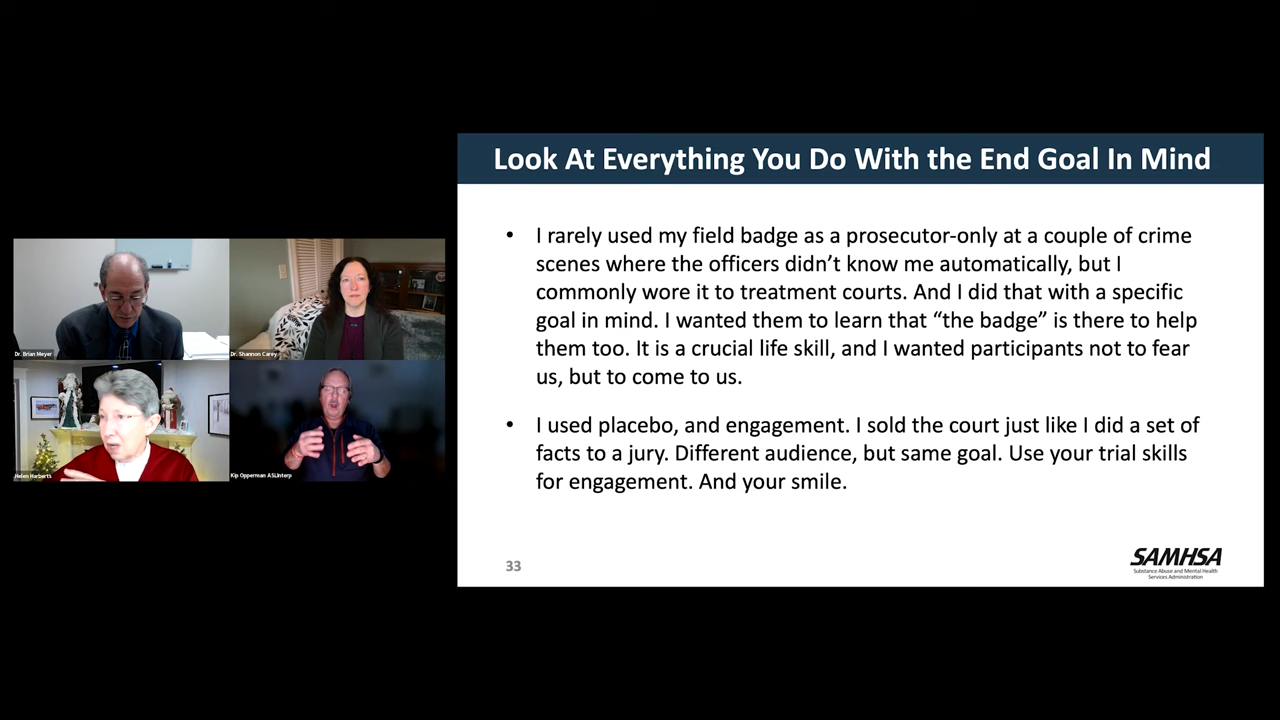 Look At Everything You Do With the End Goal In Mind
• I rarely used my field badge as a prosecutor-only at a couple of crime
scenes where the officers didn’t know me automatically, but I
commonly wore it to treatment courts. And I did that with a specific
goal in mind. I wanted them to learn that “the badge” is there to help
them too. It is a crucial life skill, and I wanted participants not to fear
us, but to come to us.
• I used placebo, and engagement. I sold the court just like I did a set of
facts to a jury. Different audience, but same goal. Use your trial skills
for engagement. And your smile.
33
SAMHSA
Substance Abuse and Mental Health
Services Administration
Dr. Brian Meyer
Dr. Shannon Carey
Helen Harberts
Kip Opperman ASLInterp